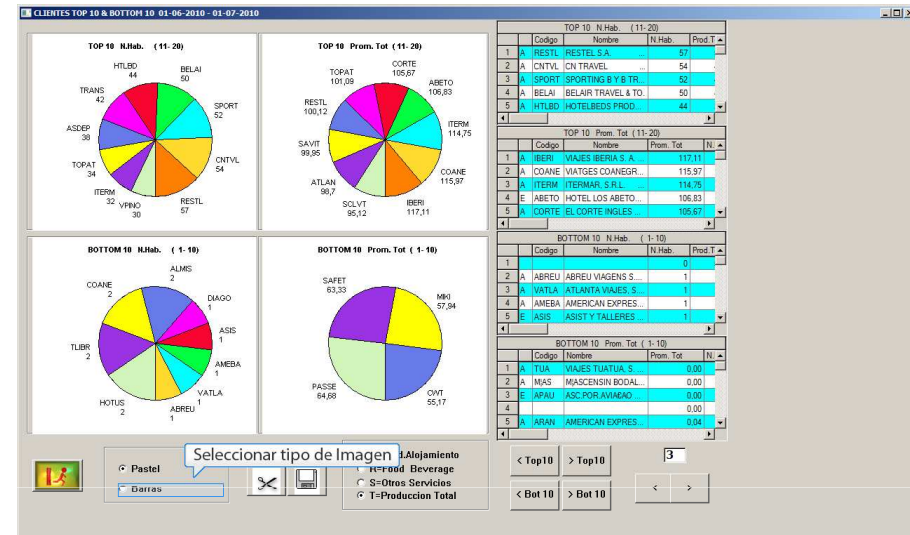 CLIENTES TOP 10 & BOTTOM 10 01-06-2010 - 01-07-2010
TOP 10 N.Hab. (11- 20)
HTLBD
44
BELAI
50
TRANS
42
SPORT
52
ASDEP
38
CNTVL
54
TOPAT
34
ITERM
32
VPINO
30
RESTL
57
TOP 10 Prom. Tot (11- 20)
CORTE
105,67
TOPAT
101,09
ABETO
106,83
RESTL
100,12
ITERM
114,75
SAVIT
99,95
COANE
115,97
ATLAN
98,7
SCLVT
95,12
IBERI
117,11
BOTTOM 10 N.Hab. ( 1- 10)
ALMIS
2
COANE
2
DIAGO
1
ASIS
1
TLIBR
2
AMEBA
1
VATLA
1
HOTUS
2
ABREU
1
BOTTOM 10 Prom. Tot ( 1- 10)
SAFET
63,33
MIKI
57,94
PASSE
64,68
CWT
55,17
TOP 10 N.Hab. (11- 20)
Codigo Nombre N.Hab. Prod.T
1 A RESTL RESTEL S.A. ... 57
2 A CNTVL CN TRAVEL ... 54
3 A SPORT SPORTING B Y B TR... 52
4 A BELAI BELAIR TRAVEL & TO. 50
5 A HTLBD HOTELBEDS PROD... 44
TOP 10 Prom. Tot (11- 20)
Codigo Nombre Prom. Tot N.
1 A IBERI VIAJES IBERIA S. A. ... 117,11
2 A COANE VIATGES COANEGR... 115,97
3 A ITERM ITERMAR, S.R.L. ... 114,75
4 E ABETO HOTEL LOS ABETO... 106,83
5 A CORTE EL CORTE INGLES ... 105,67
BOTTOM 10 N.Hab. ( 1- 10)
Codigo Nombre N.Hab. Prod.T
1 0
2 A ABREU ABREU VIAGENS S.... 1
3 A VATLA ATLANTA VIAJES, S... 1
4 A AMEBA AMERICAN EXPRES... 1
5 E ASIS ASIST Y TALLERES ... 1
BOTTOM 10 Prom. Tot ( 1- 10)
Codigo Nombre Prom. Tot N.
1 A TUA VIAJES TUATUA, S. ... 0,00
2 A M¦AS M¦ASCENSIN BODAL... 0,00
3 E APAU ASC.POR.AVIA¢AO ... 0,00
4 0,00
5 A ARAN AMERICAN EXPRES... 0,04
Pastel
Barras
Seleccionar tipo de Imagen
d.Alojamiento
R=Food Beverage
S=Otros Servicios
T=Produccion Total
< Top10
> Top10
< Bot 10
> Bot 10
3
<
>